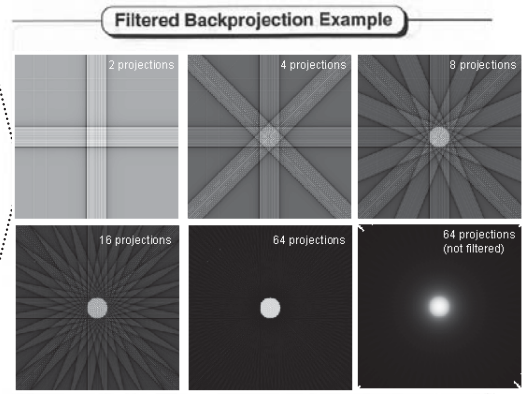 Filtered Backprojection Example
2 projections
4 projections
8 projections
16 projections
64 projections
64 projections
(not filtered)